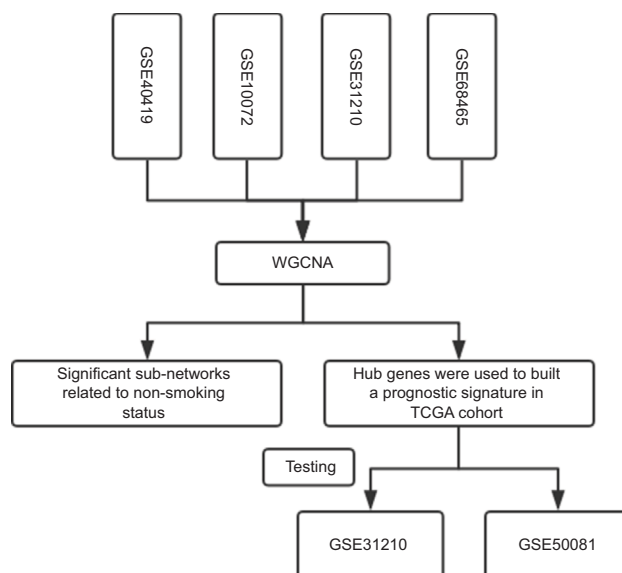 GSE40419
GSE10072
GSE31210
GSE68465
WGCNA
Significant sub-networks
related to non-smoking
status
Hub genes were used to built
a prognostic signature in
TCGA cohort
Testing
GSE31210
GSE50081